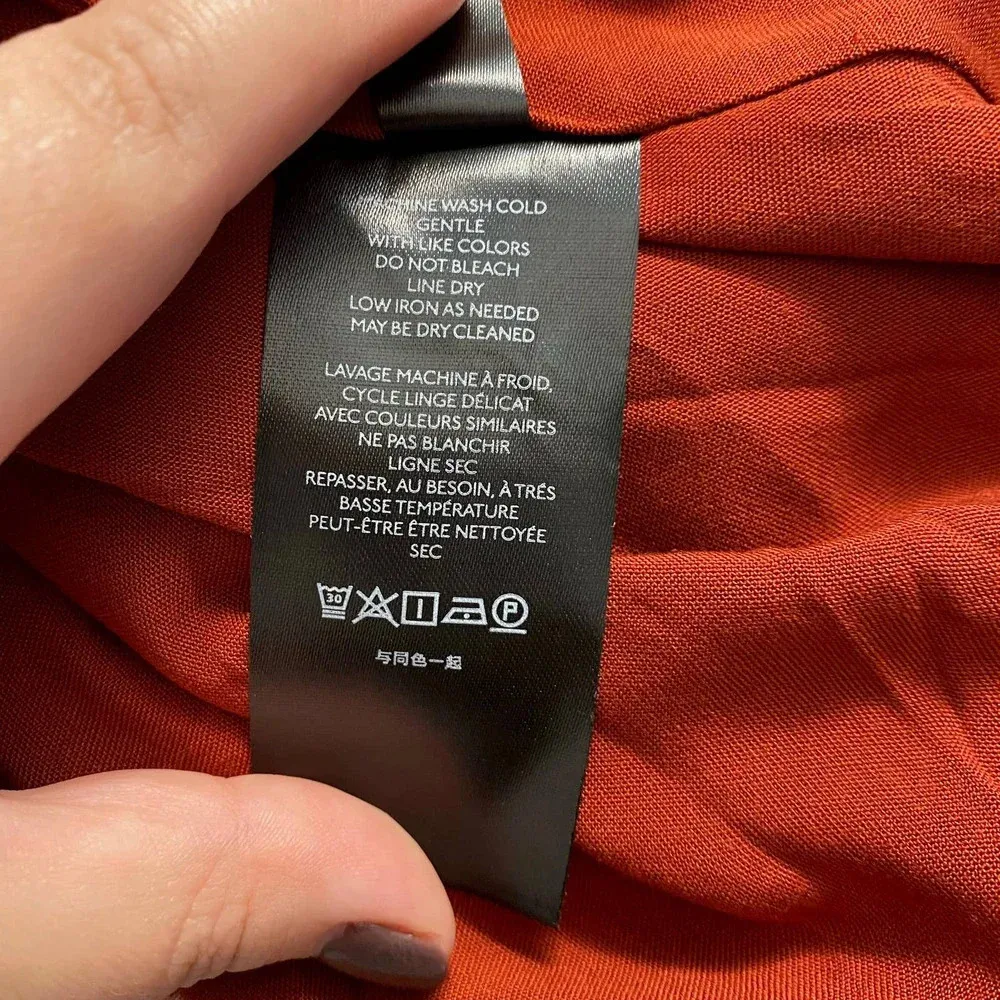 MACHINE WASH COLD
GENTLE
WITH LIKE COLORS
DO NOT BLEACH
LINE DRY
LOW IRON AS NEEDED
MAY BE DRY CLEANED
LAVAGE MACHINE À FROID,
CYCLE LINGE DÉLICAT
AVEC COULEURS SIMILAIRES
NE PAS BLANCHIR
LIGNE SEC
REPASSER, AU BESOIN, À TRÉS
BASSE TEMPÉRATURE
PEUT-ÊTRE ÊTRE NETTOYÉE
SEC
30 P
与同色一起